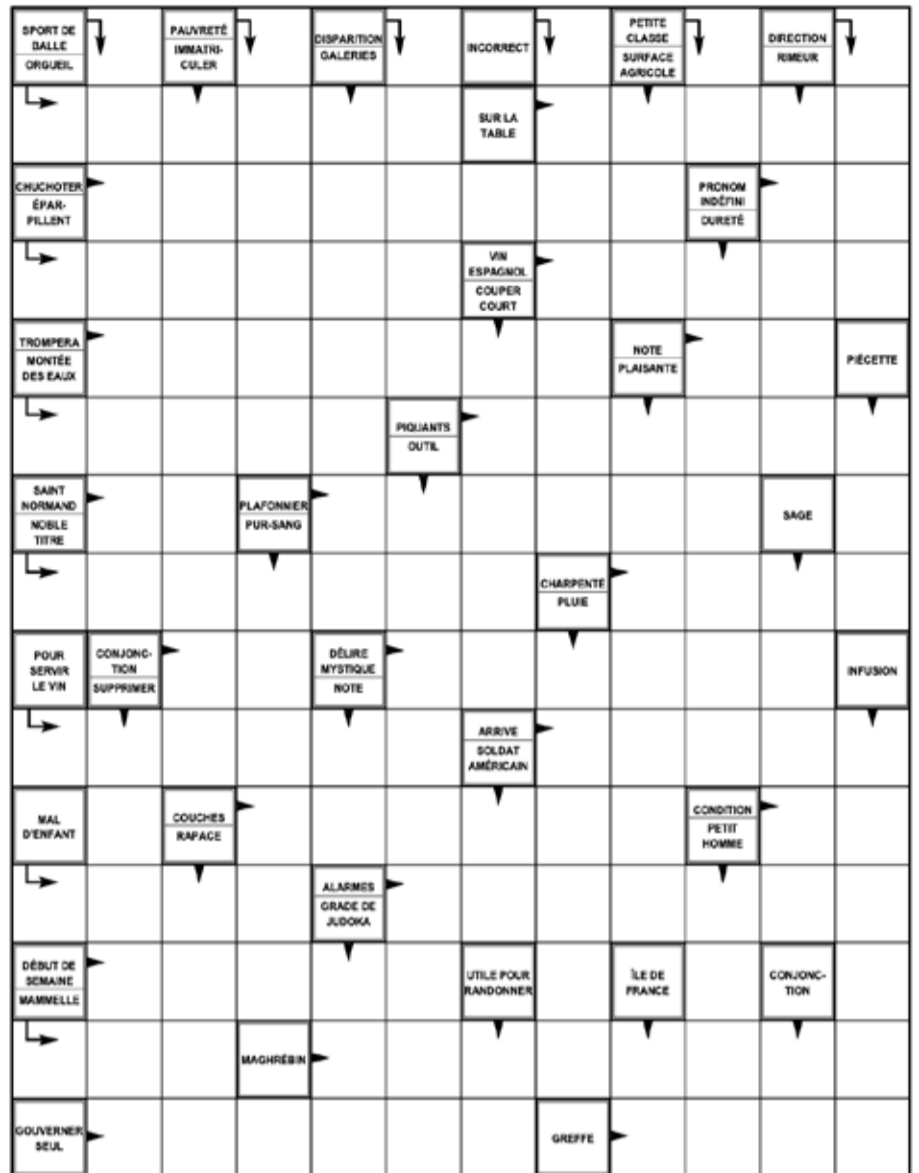 SPORT DE
BALLE
ORGUEIL
PAUVRETÉ
IMMATRI-
CULER
DISPARITION
GALERIES
INCORRECT
PETITE
CLASSE
SURFACE
AGRICOLE
DIRECTION
RIMEUR
SUR LA
TABLE
CHUCHOTER
ÉPAR-
PILLENT
PRONOM
INDÉFINI
DURETÉ
VIN
ESPAGNOL
COUPER
COURT
TROMPERA
MONTÉE
DES EAUX
NOTE
PLAISANTE
PIÉCETTE
PIQUANTS
OUTIL
SAINT
NORMAND
NOBLE
TITRE
PLAFONNIER
PUR-SANG
SAGE
CHARPENTE
PLUIE
POUR
SERVIR
LE VIN
CONJONC-
TION
SUPPRIMER
DÉLIRE
MYSTIQUE
NOTE
INFUSION
ARRIVE
SOLDAT
AMÉRICAIN
MAL
D'ENFANT
COUCHES
RAPACE
CONDITION
PETIT
HOMME
ALARMES
GRADE DE
JUDOKA
DÉBUT DE
SEMAINE
MAMMELLE
UTILE POUR
RANDONNER
ÎLE DE
FRANCE
CONJONC-
TION
MAGHRÉBIN
GOUVERNER
SEUL
GREFFE